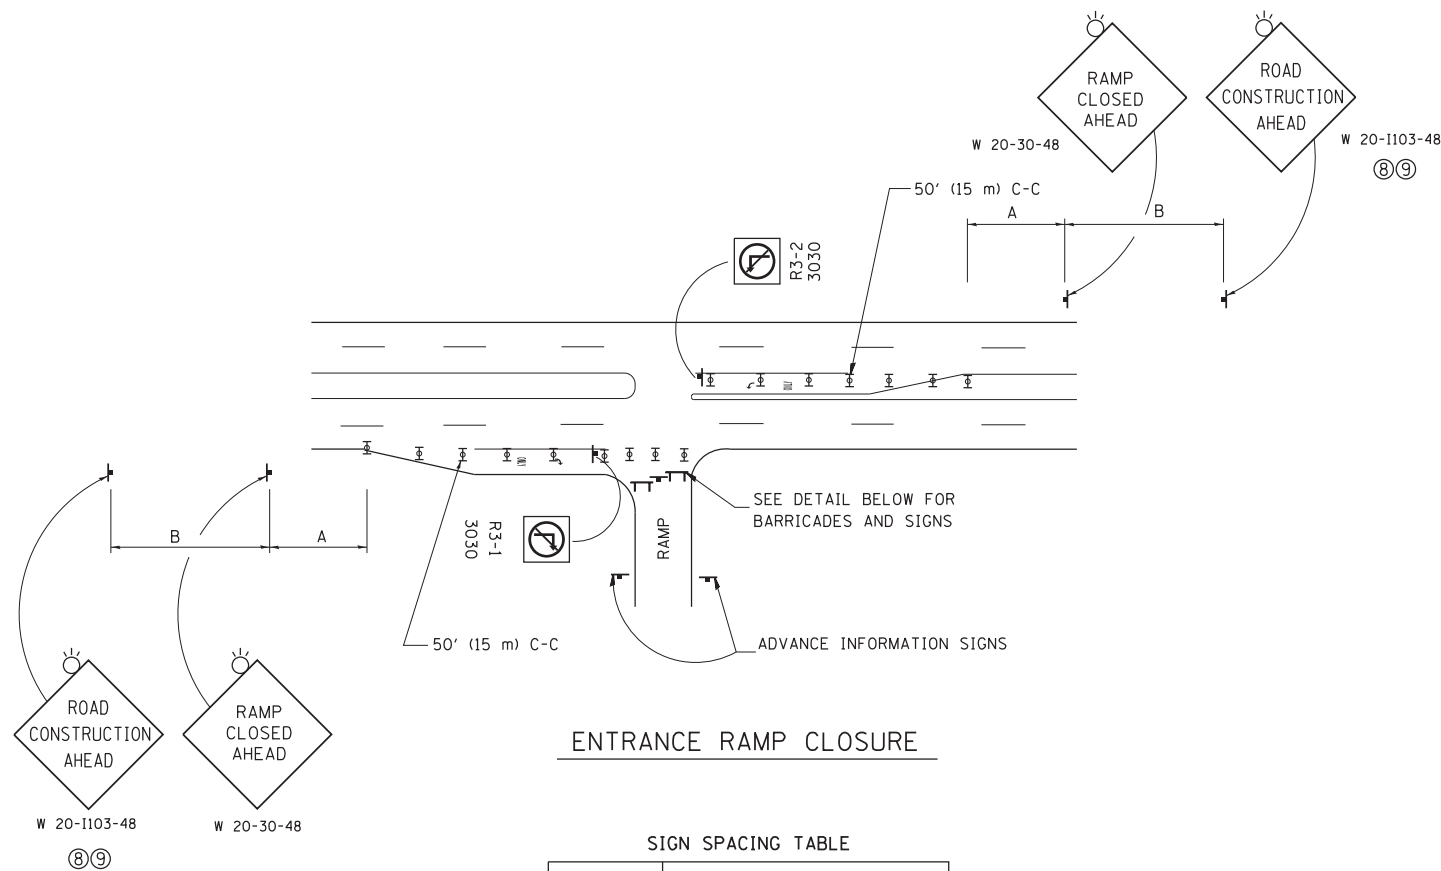 RAMP
CLOSED
AHEAD
ROAD
CONSTRUCTION
AHEAD
W 20-30-48
W 20-I103-48
⑧⑨
50' (15 m) C-C
A
B
R3-2
3030
ONLY
ONLY
SEE DETAIL BELOW FOR
BARRICADES AND SIGNS
B
A
R3-1
3030
RAMP
50' (15 m) C-C
ADVANCE INFORMATION SIGNS
ROAD
CONSTRUCTION
AHEAD
RAMP
CLOSED
AHEAD
ENTRANCE RAMP CLOSURE
W 20-I103-48
W 20-30-48
⑧⑨
SIGN SPACING TABLE